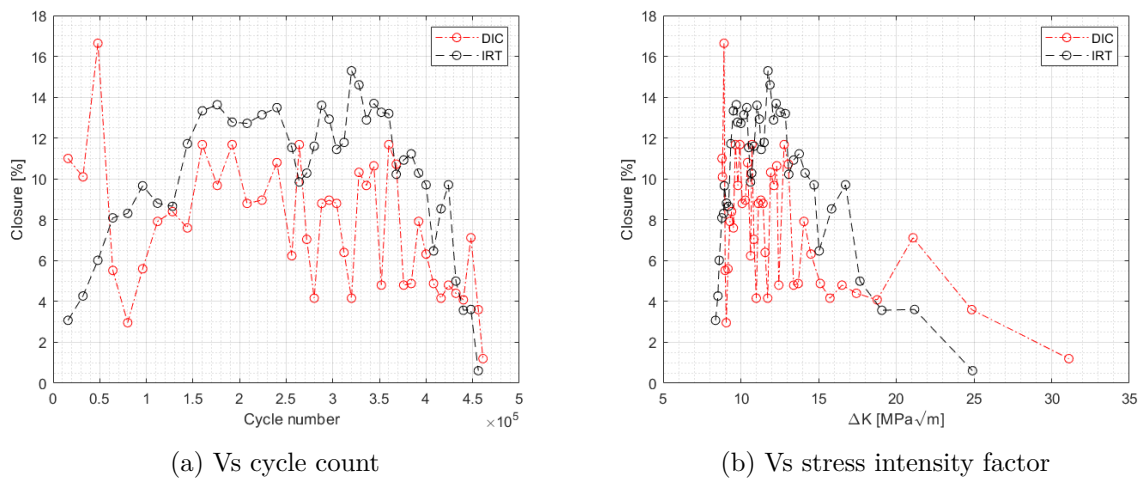 18
16
14
12
10
8
6
4
2
0
Closure [%]
DIC
IRT
0 0.5 1 1.5 2 2.5 3 3.5 4 4.5 5
Cycle number
×10^5
(a) Vs cycle count
18
16
14
12
10
8
6
4
2
0
Closure [%]
DIC
IRT
5 10 15 20 25 30 35
ΔK [MPa√m]
(b) Vs stress intensity factor